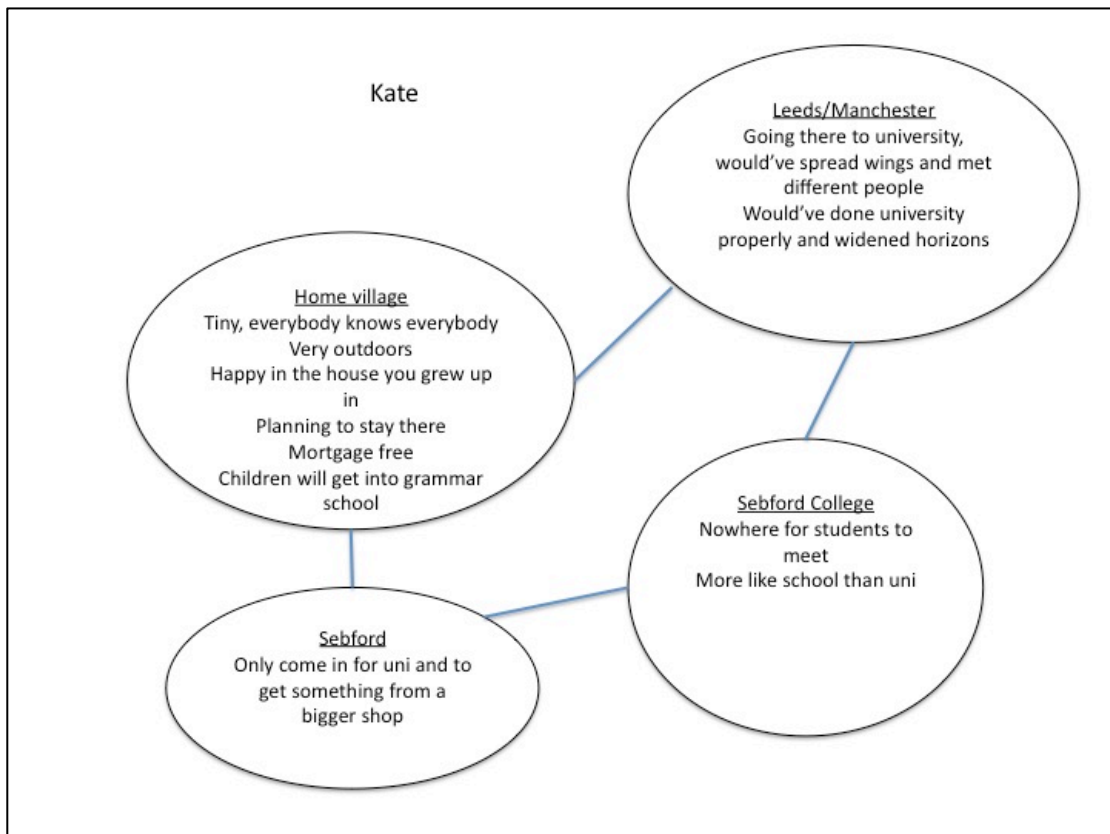 Kate
Leeds/Manchester
Going there to university,
would've spread wings and met
different people
Would've done university
properly and widened horizons
Home village
Tiny, everybody knows everybody
Very outdoors
Happy in the house you grew up
in
Planning to stay there
Mortgage free
Children will get into grammar
school
Sebford College
Nowhere for students to
meet
More like school than uni
Sebford
Only come in for uni and to
get something from a
bigger shop